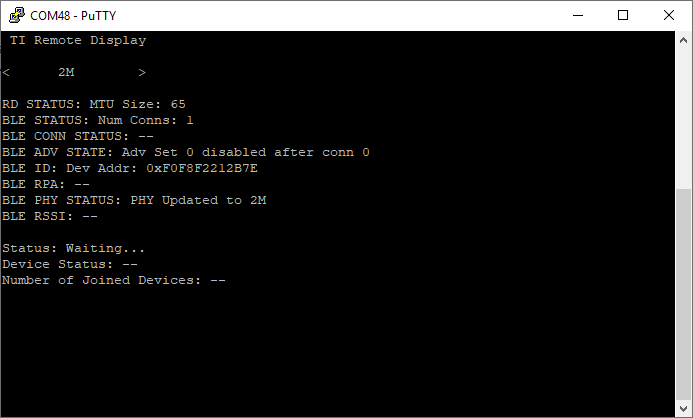 COM48 - PuTTY
TI Remote Display
< 2M >
RD STATUS: MTU Size: 65
BLE STATUS: Num Conns: 1
BLE CONN STATUS: --
BLE ADV STATE: Adv Set 0 disabled after conn 0
BLE ID: Dev Addr: 0xF0F8F2212B7E
BLE RPA: --
BLE PHY STATUS: PHY Updated to 2M
BLE RSSI: --
Status: Waiting...
Device Status: --
Number of Joined Devices: --